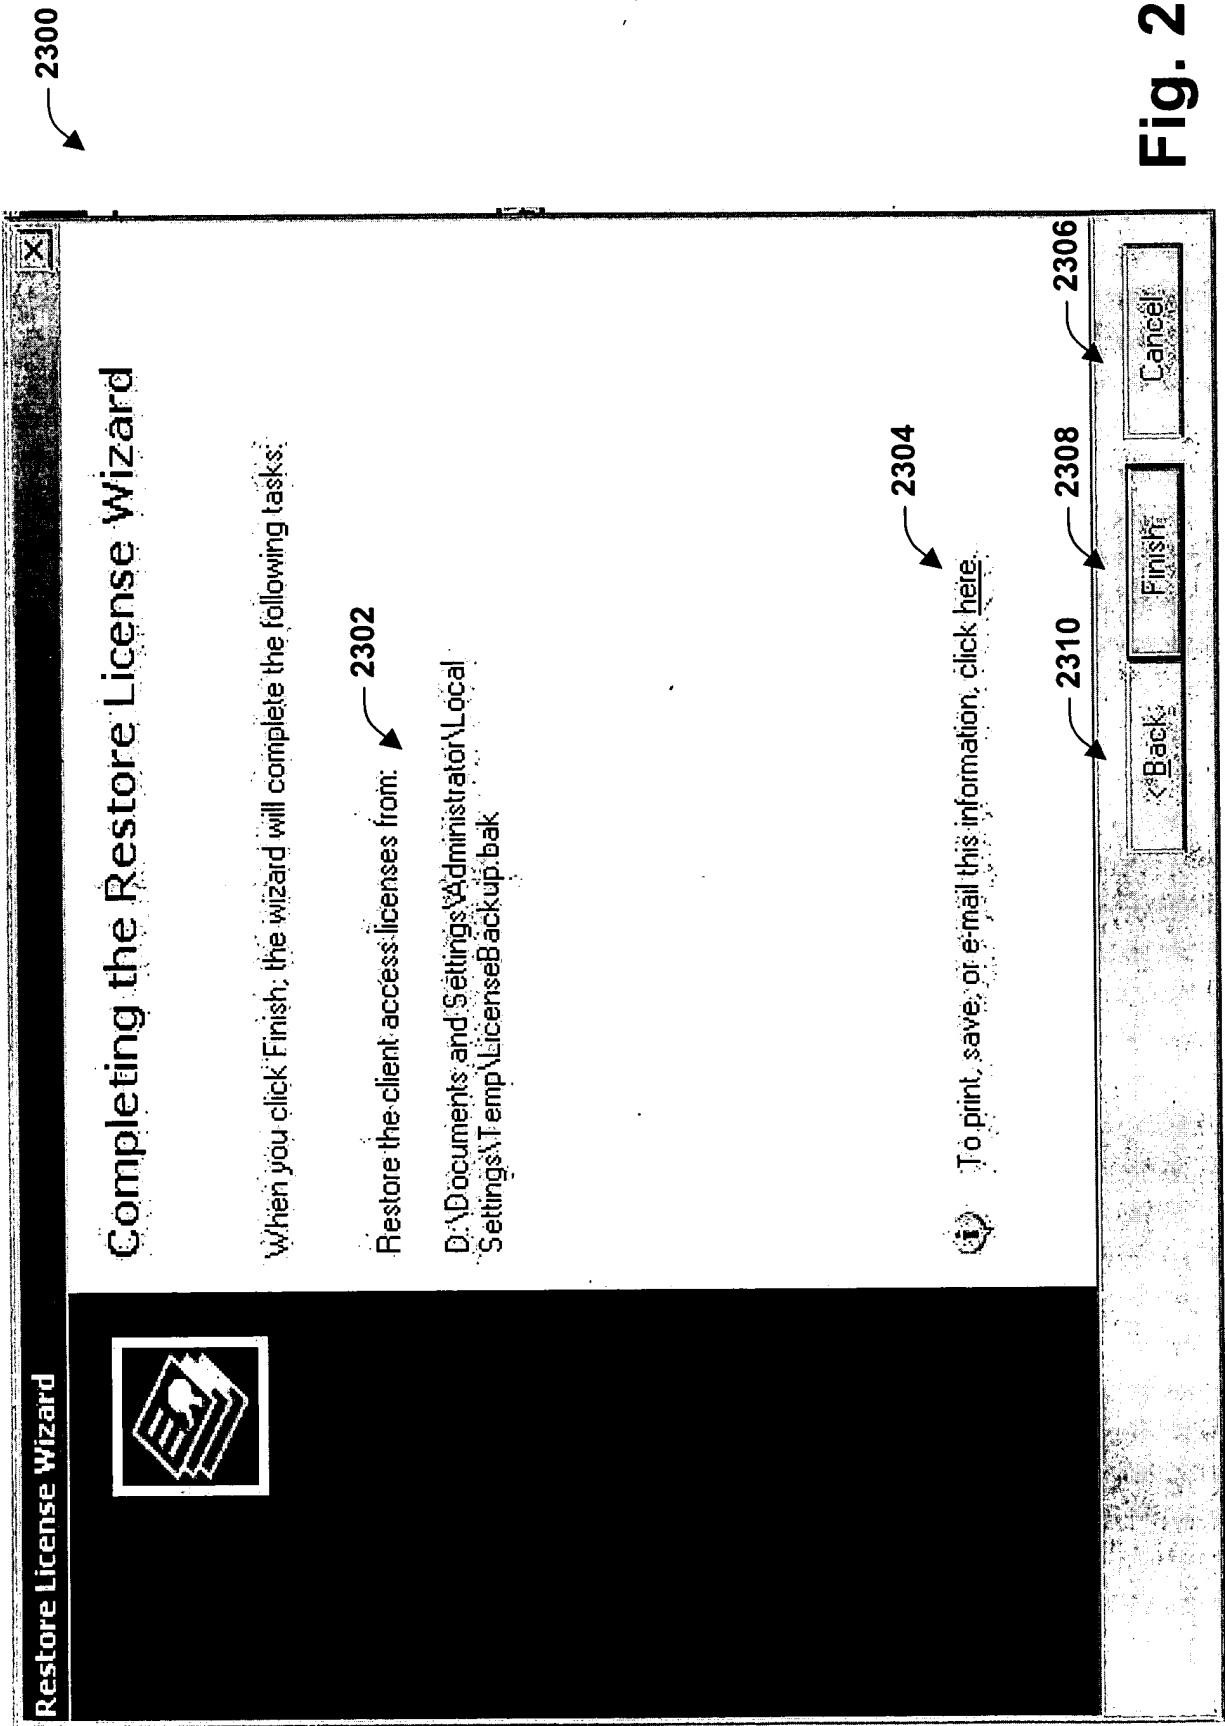 2300
Restore License Wizard
Completing the Restore License Wizard
When you click Finish, the wizard will complete the following tasks:
2302
Restore the client access licenses from:
D:\Documents and Settings\Administrator\Local
Settings\Temp\LicenseBackup.bak
2304
To print, save, or e-mail this information, click here.
2310
2308
2306
< Back
Finish
Cancel
Fig. 2